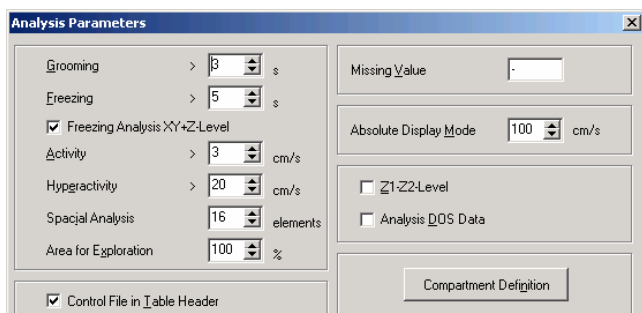 Analysis Parameters
Grooming > 3 s
Freezing > 5 s
Freezing Analysis XY+Z-Level
Activity > 3 cm/s
Hyperactivity > 20 cm/s
Spacial Analysis 16 elements
Area for Exploration 100 %
Control File in Table Header
Missing Value -
Absolute Display Mode 100 cm/s
Z1-Z2-Level
Analysis DOS Data
Compartment Definition